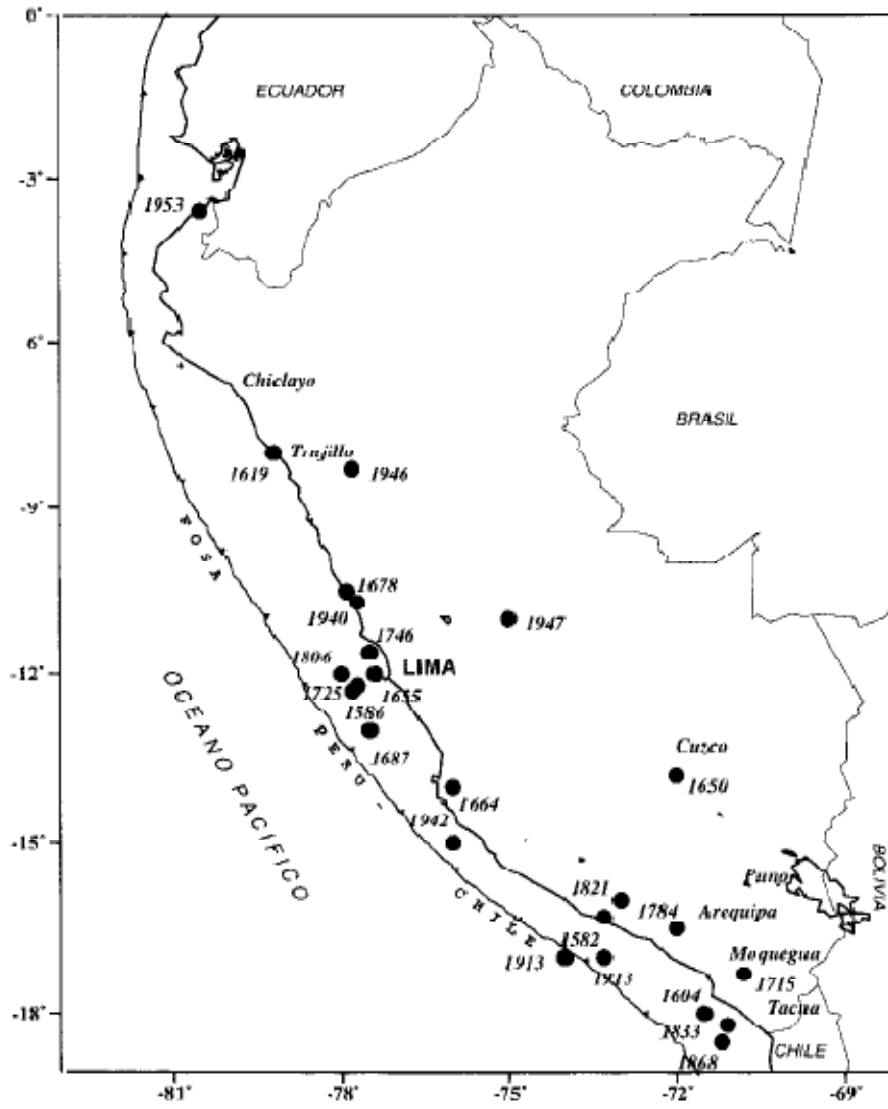 0°
ECUADOR
COLOMBIA
-3°
1953
6°
Chiclayo
BRASIL
Trujillo
1619
1946
-9°
FOSA
1678
1940
1947
1746
1806
LIMA
-12°
1725
1655
1586
OCEANO PACIFICO
PERU -
1687
Cuzco
1650
1664
1942
-15°
BOLIVIA
Puno
1821
CHILE
1784
Arequipa
1582
Moquegua
1913
1913
1715
1604
Tacna
-18°
1833
CHILE
1868
-81°
-78°
-75°
-72°
-69°